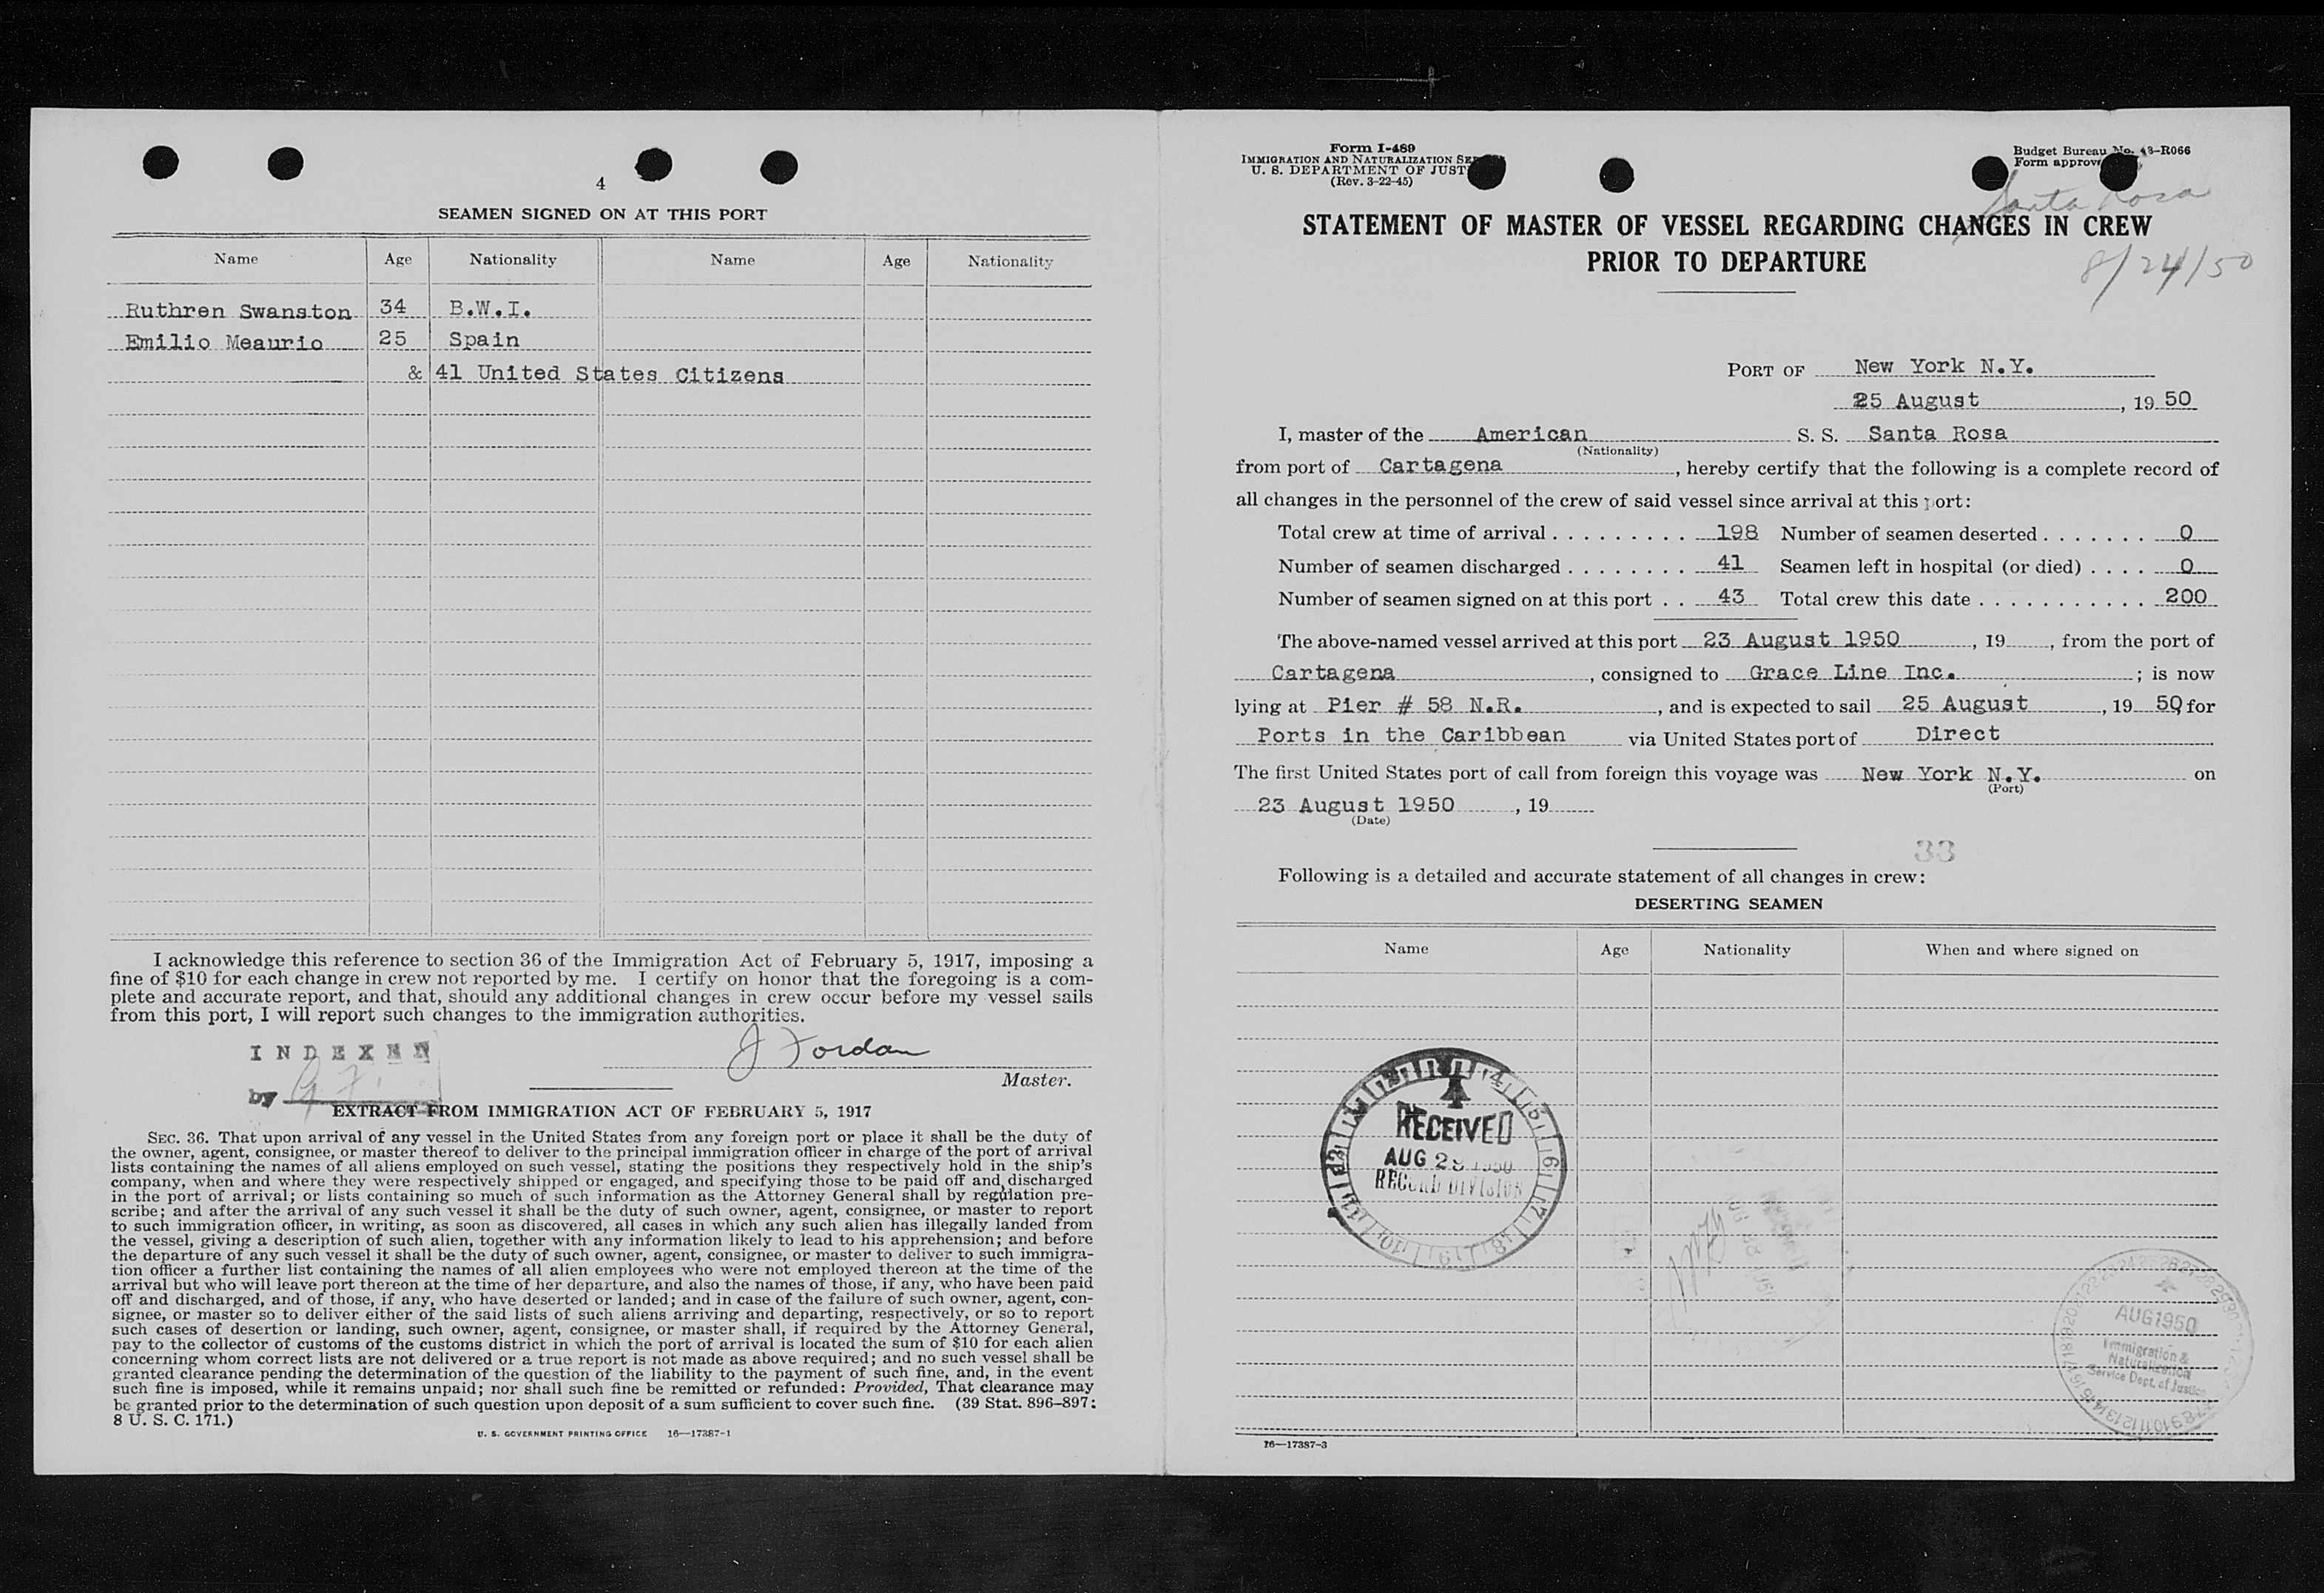 4
SEAMEN SIGNED ON AT THIS PORT
Name Age Nationality Name Age Nationality
Ruthren Swanston 34 B.W.I.
Emilio Meaurio 25 Spain
& 41 United States Citizens
I acknowledge this reference to section 36 of the Immigration Act of February 5, 1917, imposing a
fine of $10 for each change in crew not reported by me. I certify on honor that the foregoing is a com-
plete and accurate report, and that, should any additional changes in crew occur before my vessel sails
from this port, I will report such changes to the immigration authorities.
INDEXED
J Jordan
Master.
by
EXTRACT FROM IMMIGRATION ACT OF FEBRUARY 5, 1917
SEC. 36. That upon arrival of any vessel in the United States from any foreign port or place it shall be the duty of
the owner, agent, consignee, or master thereof to deliver to the principal immigration officer in charge of the port of arrival
lists containing the names of all aliens employed on such vessel, stating the positions they respectively hold in the ship's
company, when and where they were respectively shipped or engaged, and specifying those to be paid off and discharged
in the port of arrival; or lists containing so much of such information as the Attorney General shall by regulation pre-
scribe; and after the arrival of any such vessel it shall be the duty of such owner, agent, consignee, or master to report
to such immigration officer, in writing, as soon as discovered, all cases in which any such alien has illegally landed from
the vessel, giving a description of such alien, together with any information likely to lead to his apprehension; and before
the departure of any such vessel it shall be the duty of such owner, agent, consignee, or master to deliver to such immigra-
tion officer a further list containing the names of all alien employees who were not employed thereon at the time of the
arrival but who will leave port thereon at the time of her departure, and also the names of those, if any, who have been paid
off and discharged, and of those, if any, who have deserted or landed; and in case of the failure of such owner, agent, con-
signee, or master so to deliver either of the said lists of such aliens arriving and departing, respectively, or so to report
such cases of desertion or landing, such owner, agent, consignee, or master shall, if required by the Attorney General,
pay to the collector of customs of the customs district in which the port of arrival is located the sum of $10 for each alien
concerning whom correct lists are not delivered or a true report is not made as above required; and no such vessel shall be
granted clearance pending the determination of the question of the liability to the payment of such fine, and, in the event
such fine is imposed, while it remains unpaid; nor shall such fine be remitted or refunded: Provided, That clearance may
be granted prior to the determination of such question upon deposit of a sum sufficient to cover such fine. (39 Stat. 896–897;
8 U. S. C. 171.)
U. S. GOVERNMENT PRINTING OFFICE 16—17387-1
Form I-489
IMMIGRATION AND NATURALIZATION
U. S. DEPARTMENT OF JUST
(Rev. 3-22-45)
Budget Bureau No. 43-R066
Form approv
Santa Rosa
STATEMENT OF MASTER OF VESSEL REGARDING CHANGES IN CREW
PRIOR TO DEPARTURE
8/24/50
PORT OF New York N.Y.
25 August, 19 50
I, master of the American S. S. Santa Rosa
(Nationality)
from port of Cartagena, hereby certify that the following is a complete record of
all changes in the personnel of the crew of said vessel since arrival at this port:
Total crew at time of arrival . . . . . . . . . 198 Number of seamen deserted . . . . . . . 0
Number of seamen discharged . . . . . . . . 41 Seamen left in hospital (or died) . . . . 0
Number of seamen signed on at this port . . 43 Total crew this date . . . . . . . . . . . 200
The above-named vessel arrived at this port 23 August 1950, 19, from the port of
Cartagena, consigned to Grace Line Inc.; is now
lying at Pier # 58 N.R., and is expected to sail 25 August, 19 50 for
Ports in the Caribbean via United States port of Direct
The first United States port of call from foreign this voyage was New York N.Y. on
(Port)
23 August 1950, 19
(Date)
33
Following is a detailed and accurate statement of all changes in crew:
DESERTING SEAMEN
Name Age Nationality When and where signed on
RECEIVED
AUG 29 1950
RECORD DIVISION
AUG 1950
Immigration &
Naturalization
Service Dept. of Justice
16—17387-3